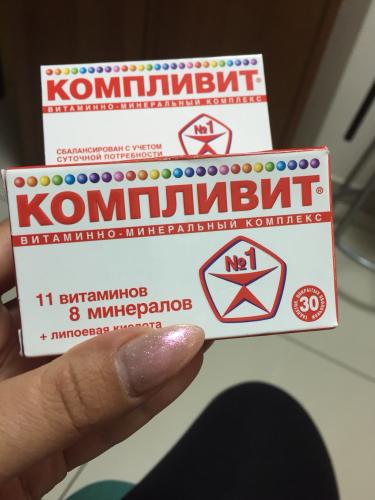 КОМПЛИВИТ®
ВИТАМИННО-МИНЕРАЛЬНЫЙ КОМПЛЕКС
СБАЛАНСИРОВАН С УЧЕТОМ
СУТОЧНОЙ ПОТРЕБНОСТИ
№1
КОМПЛИВИТ®
ВИТАМИННО-МИНЕРАЛЬНЫЙ КОМПЛЕКС
№1
11 витаминов
8 минералов
+ липоевая кислота
30